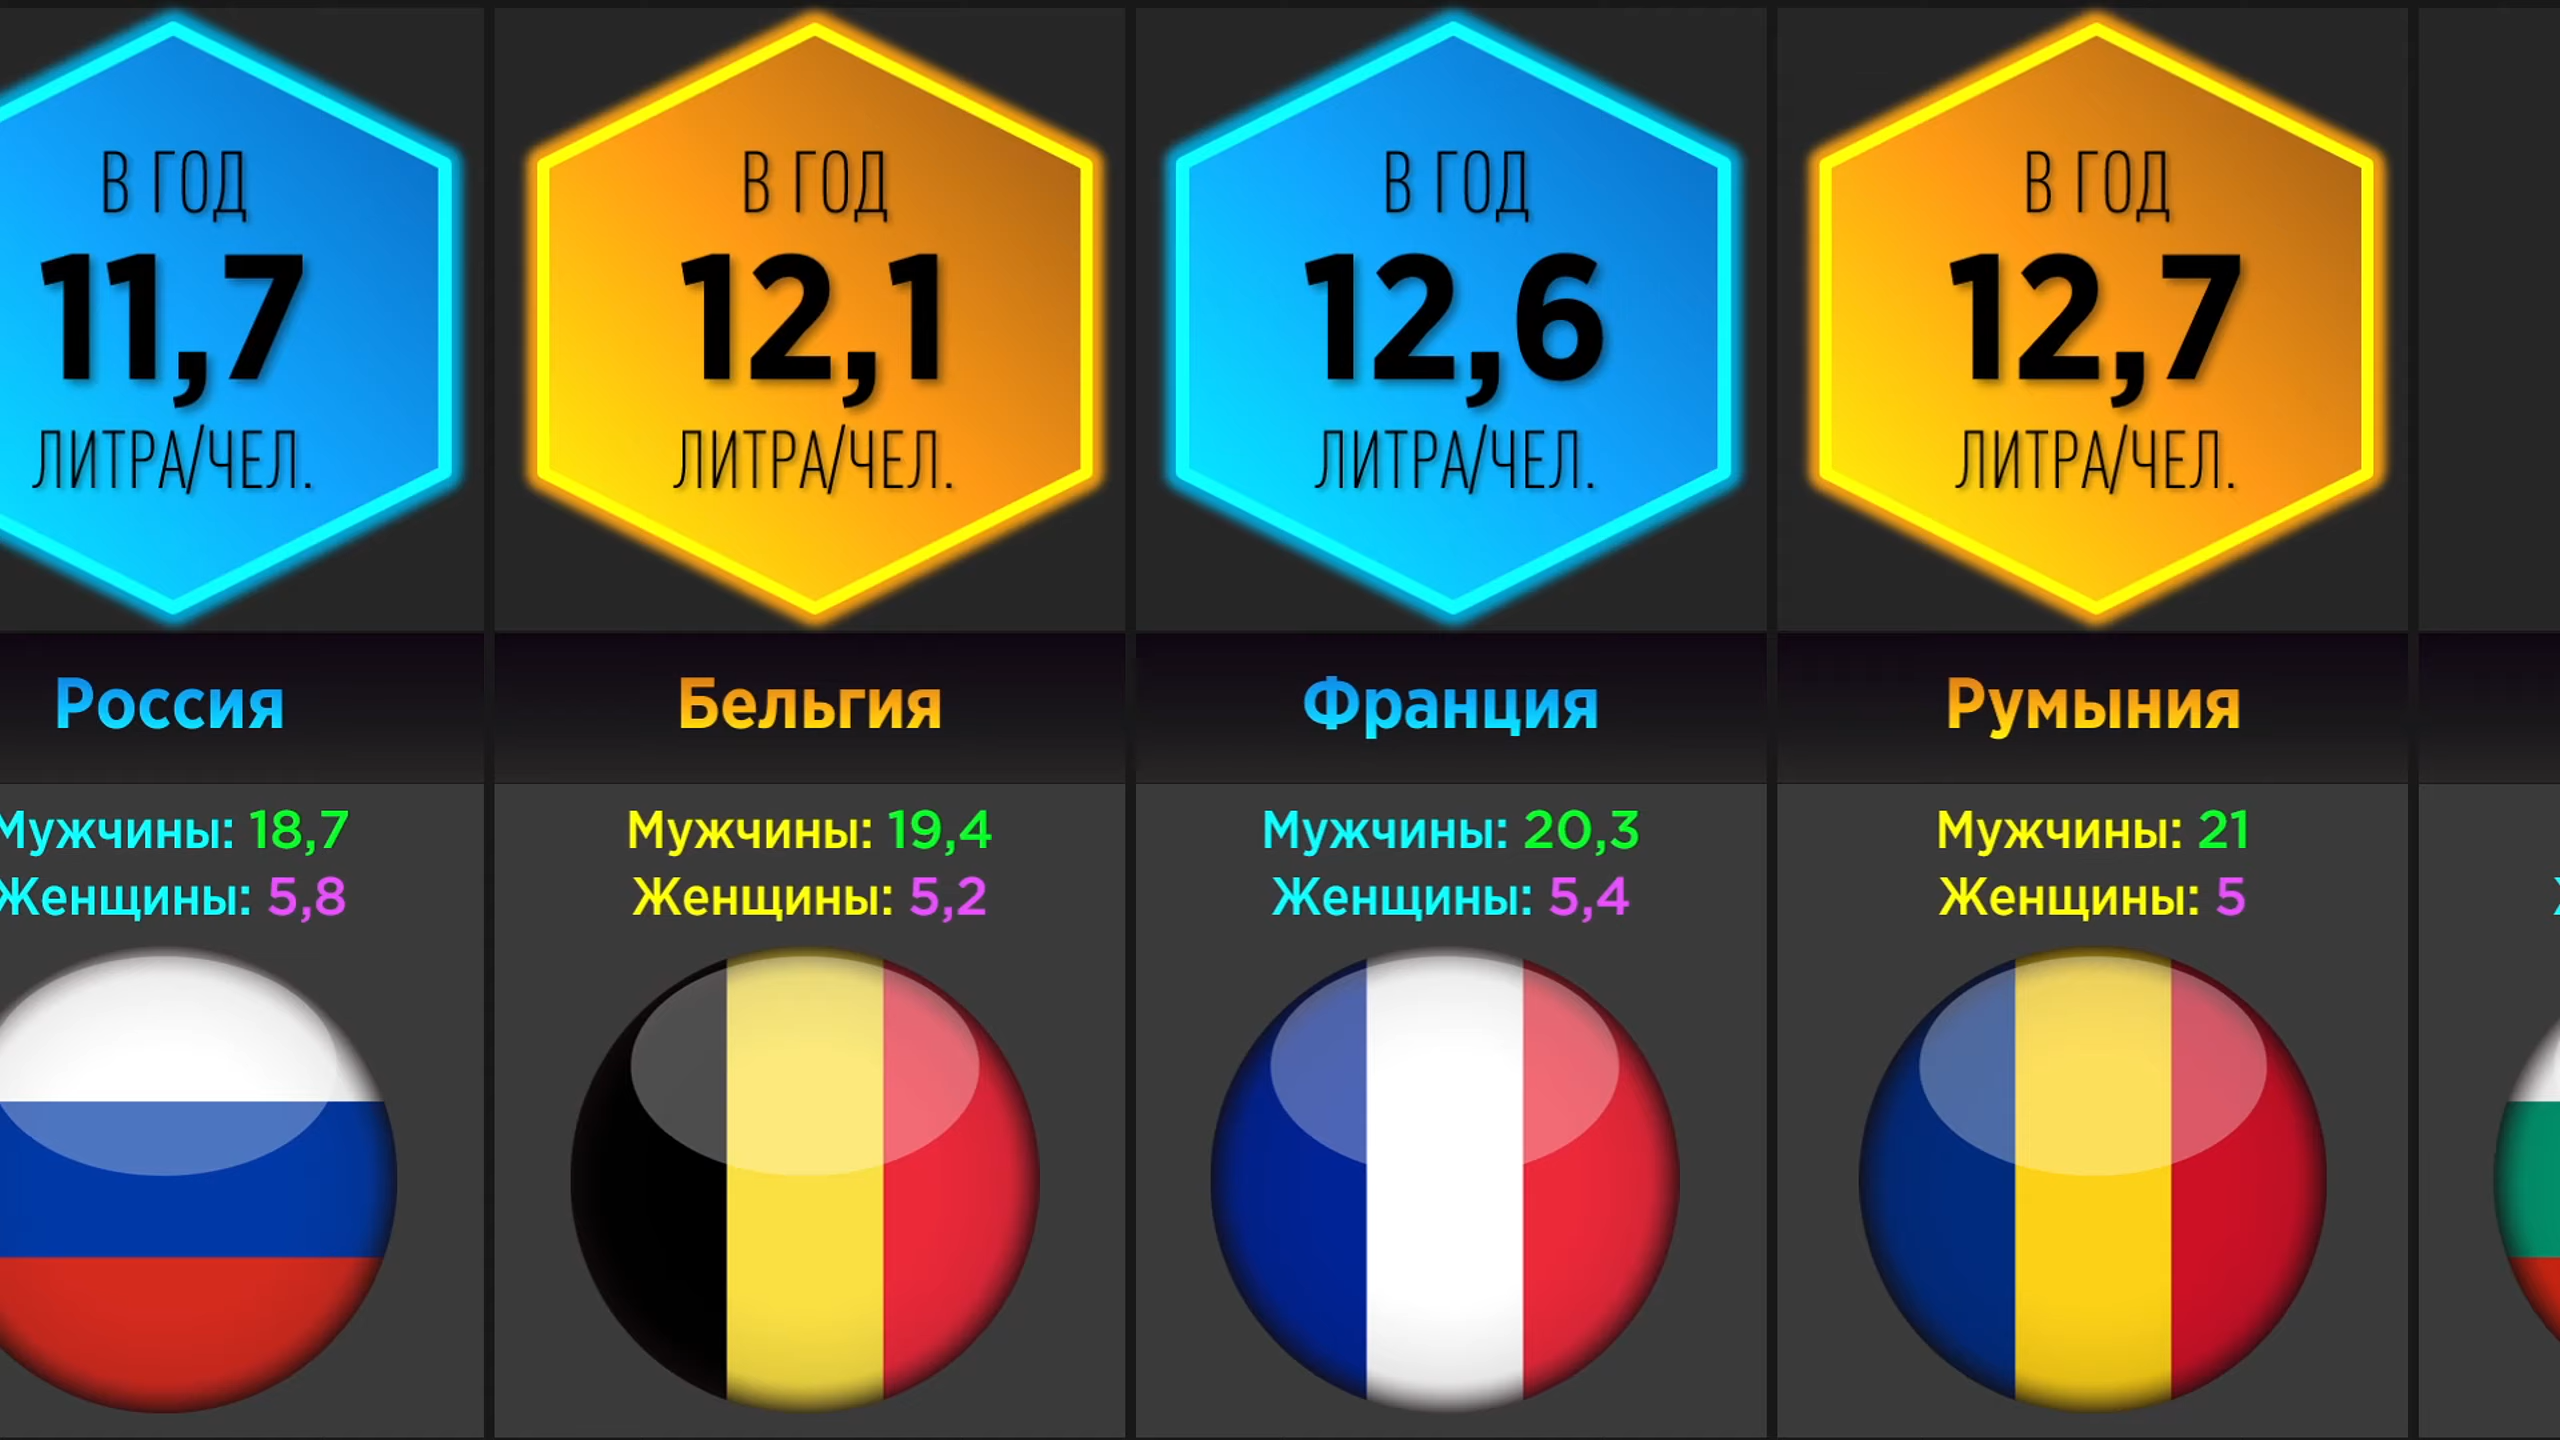 В ГОД
11,7
ЛИТРА/ЧЕЛ.
Россия
Мужчины: 18,7
Женщины: 5,8
В ГОД
12,1
ЛИТРА/ЧЕЛ.
Бельгия
Мужчины: 19,4
Женщины: 5,2
В ГОД
12,6
ЛИТРА/ЧЕЛ.
Франция
Мужчины: 20,3
Женщины: 5,4
В ГОД
12,7
ЛИТРА/ЧЕЛ.
Румыния
Мужчины: 21
Женщины: 5